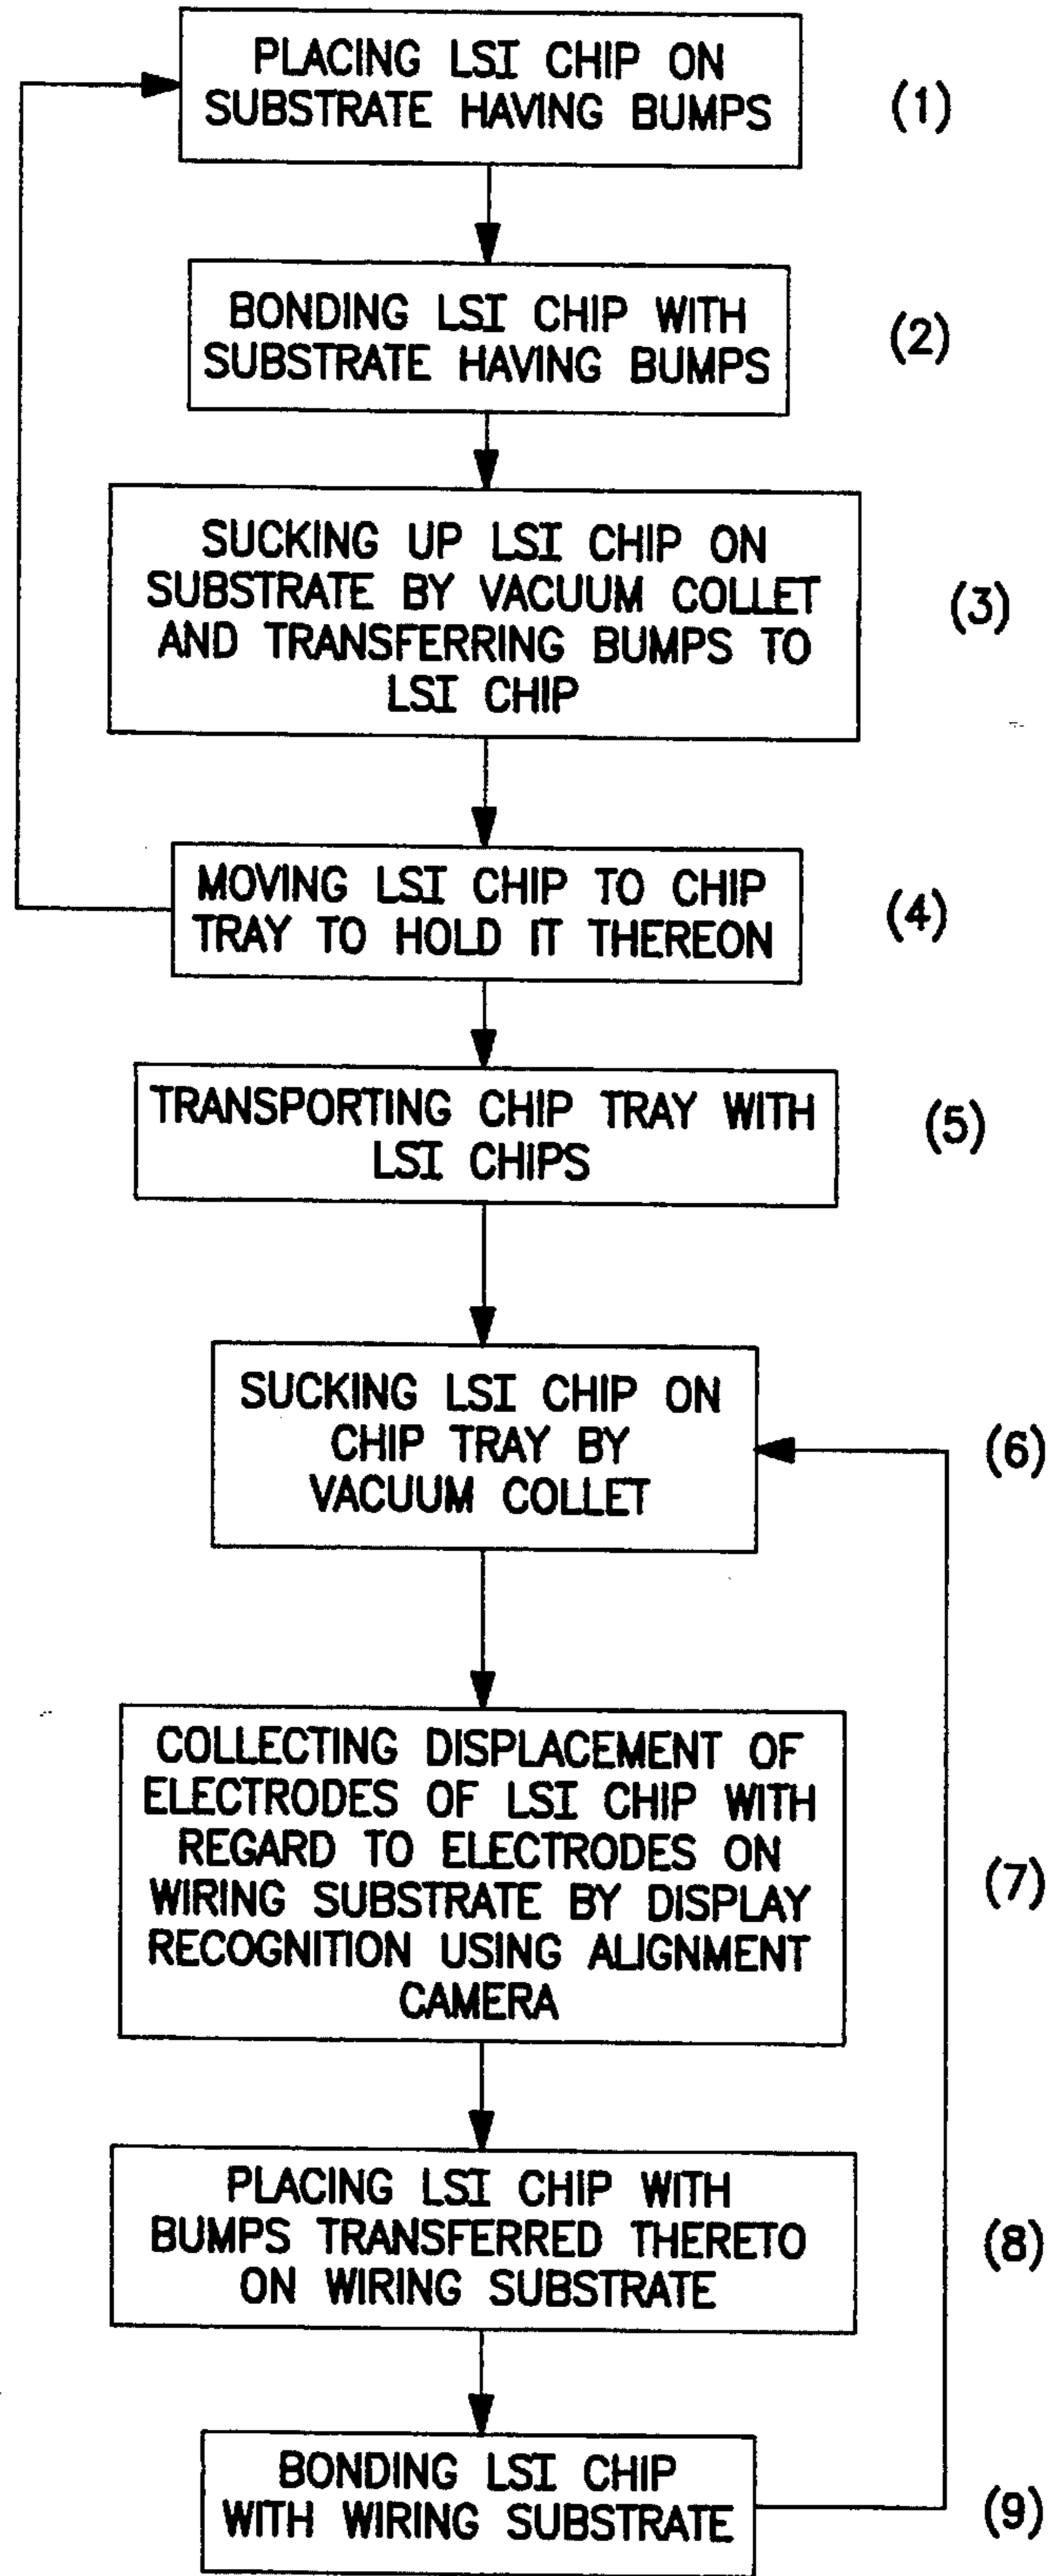 PLACING LSI CHIP ON
SUBSTRATE HAVING BUMPS
(1)
BONDING LSI CHIP WITH
SUBSTRATE HAVING BUMPS
(2)
SUCKING UP LSI CHIP ON
SUBSTRATE BY VACUUM COLLET
AND TRANSFERRING BUMPS TO
LSI CHIP
(3)
MOVING LSI CHIP TO CHIP
TRAY TO HOLD IT THEREON
(4)
TRANSPORTING CHIP TRAY WITH
LSI CHIPS
(5)
SUCKING LSI CHIP ON
CHIP TRAY BY
VACUUM COLLET
(6)
COLLECTING DISPLACEMENT OF
ELECTRODES OF LSI CHIP WITH
REGARD TO ELECTRODES ON
WIRING SUBSTRATE BY DISPLAY
RECOGNITION USING ALIGNMENT
CAMERA
(7)
PLACING LSI CHIP WITH
BUMPS TRANSFERRED THERETO
ON WIRING SUBSTRATE
(8)
BONDING LSI CHIP
WITH WIRING SUBSTRATE
(9)